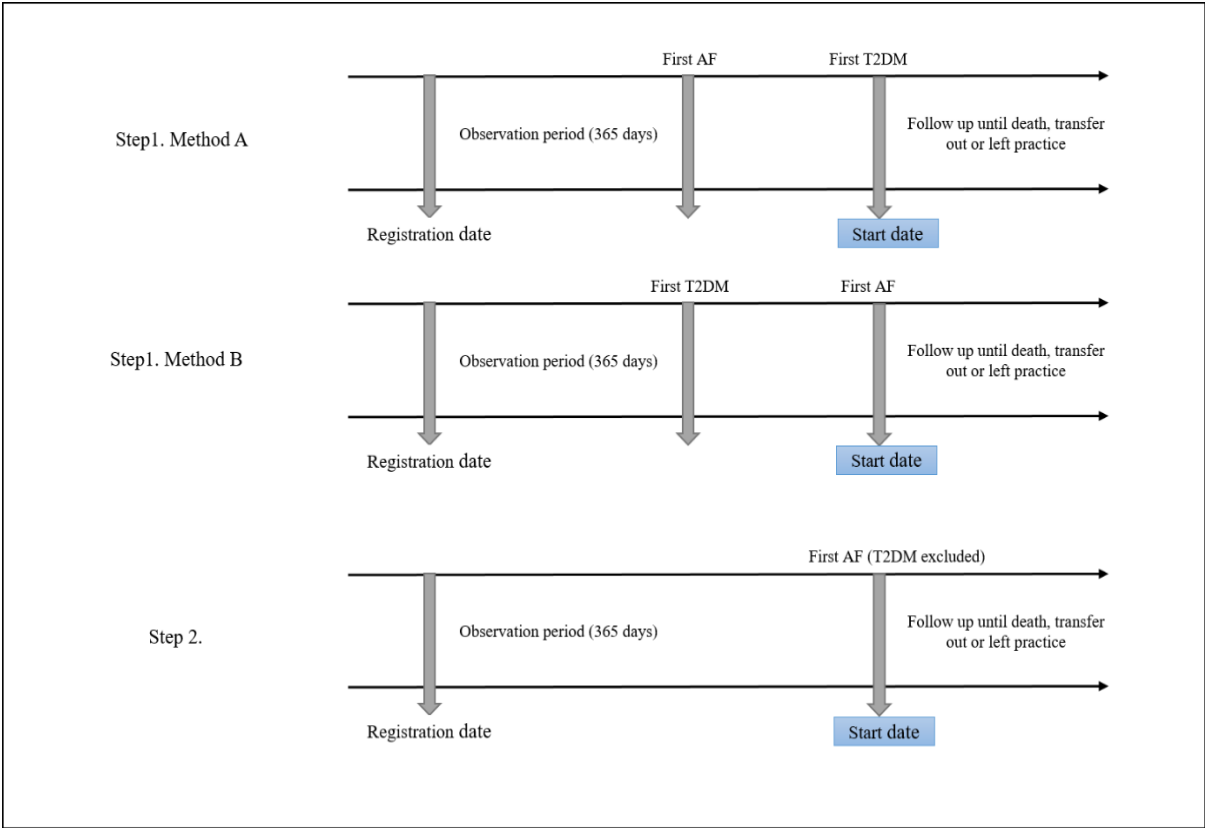 First AF
First T2DM
Step1. Method A
Observation period (365 days)
Follow up until death, transfer
out or left practice
Registration date
Start date
First T2DM
First AF
Step1. Method B
Observation period (365 days)
Follow up until death, transfer
out or left practice
Registration date
Start date
First AF (T2DM excluded)
Step 2.
Observation period (365 days)
Follow up until death, transfer
out or left practice
Registration date
Start date